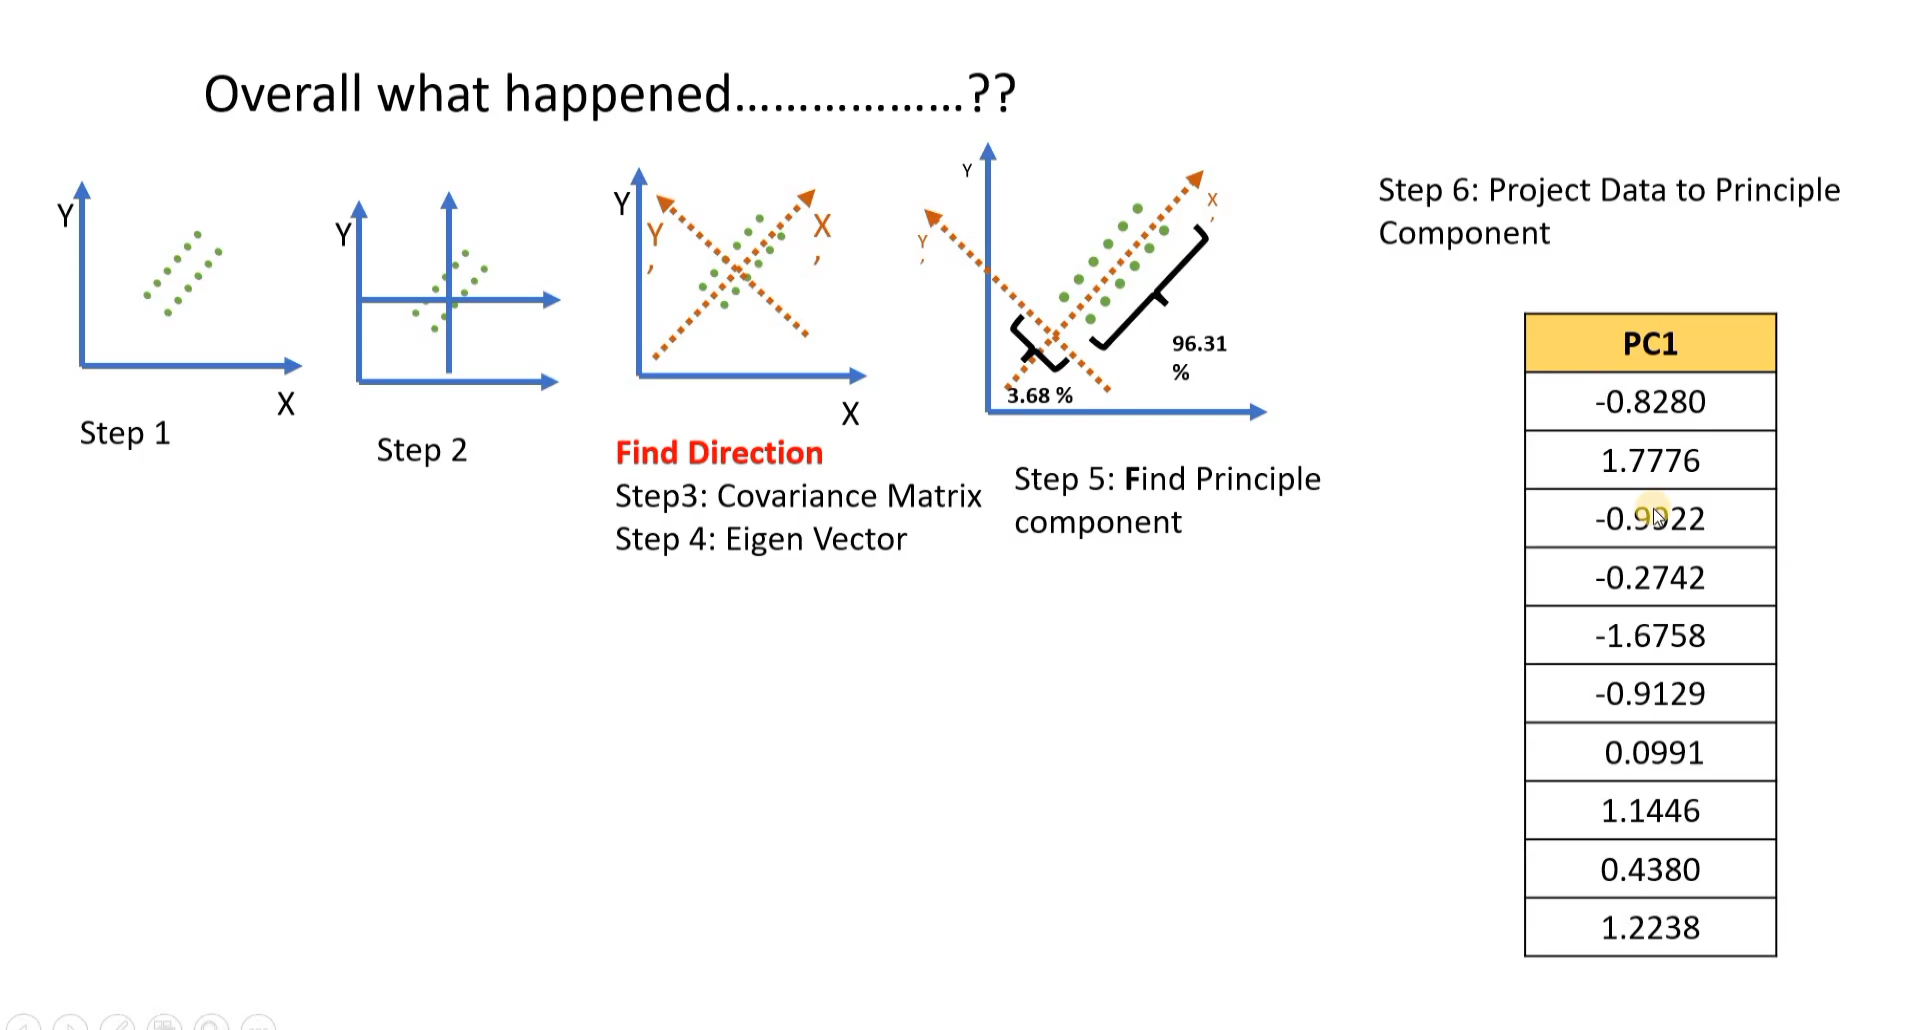 Overall what happened………………??
Y
X
Step 1
Y
Step 2
Y
Y
,
X
,
X
Find Direction
Step3: Covariance Matrix
Step 4: Eigen Vector
Y
Y
,
X
,
96.31
%
3.68 %
Step 5: Find Principle
component
Step 6: Project Data to Principle
Component
PC1
-0.8280
1.7776
-0.9922
-0.2742
-1.6758
-0.9129
0.0991
1.1446
0.4380
1.2238